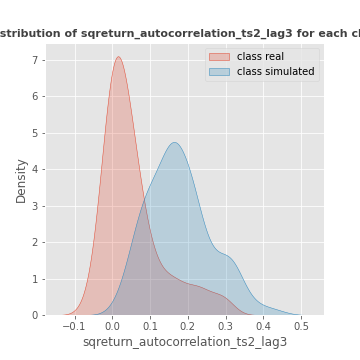 stribution of sqreturn_autocorrelation_ts2_lag3 for each cl
class real
class simulated
7
6
5
4
3
2
1
0
Density
−0.1 0.0 0.1 0.2 0.3 0.4 0.5
sqreturn_autocorrelation_ts2_lag3